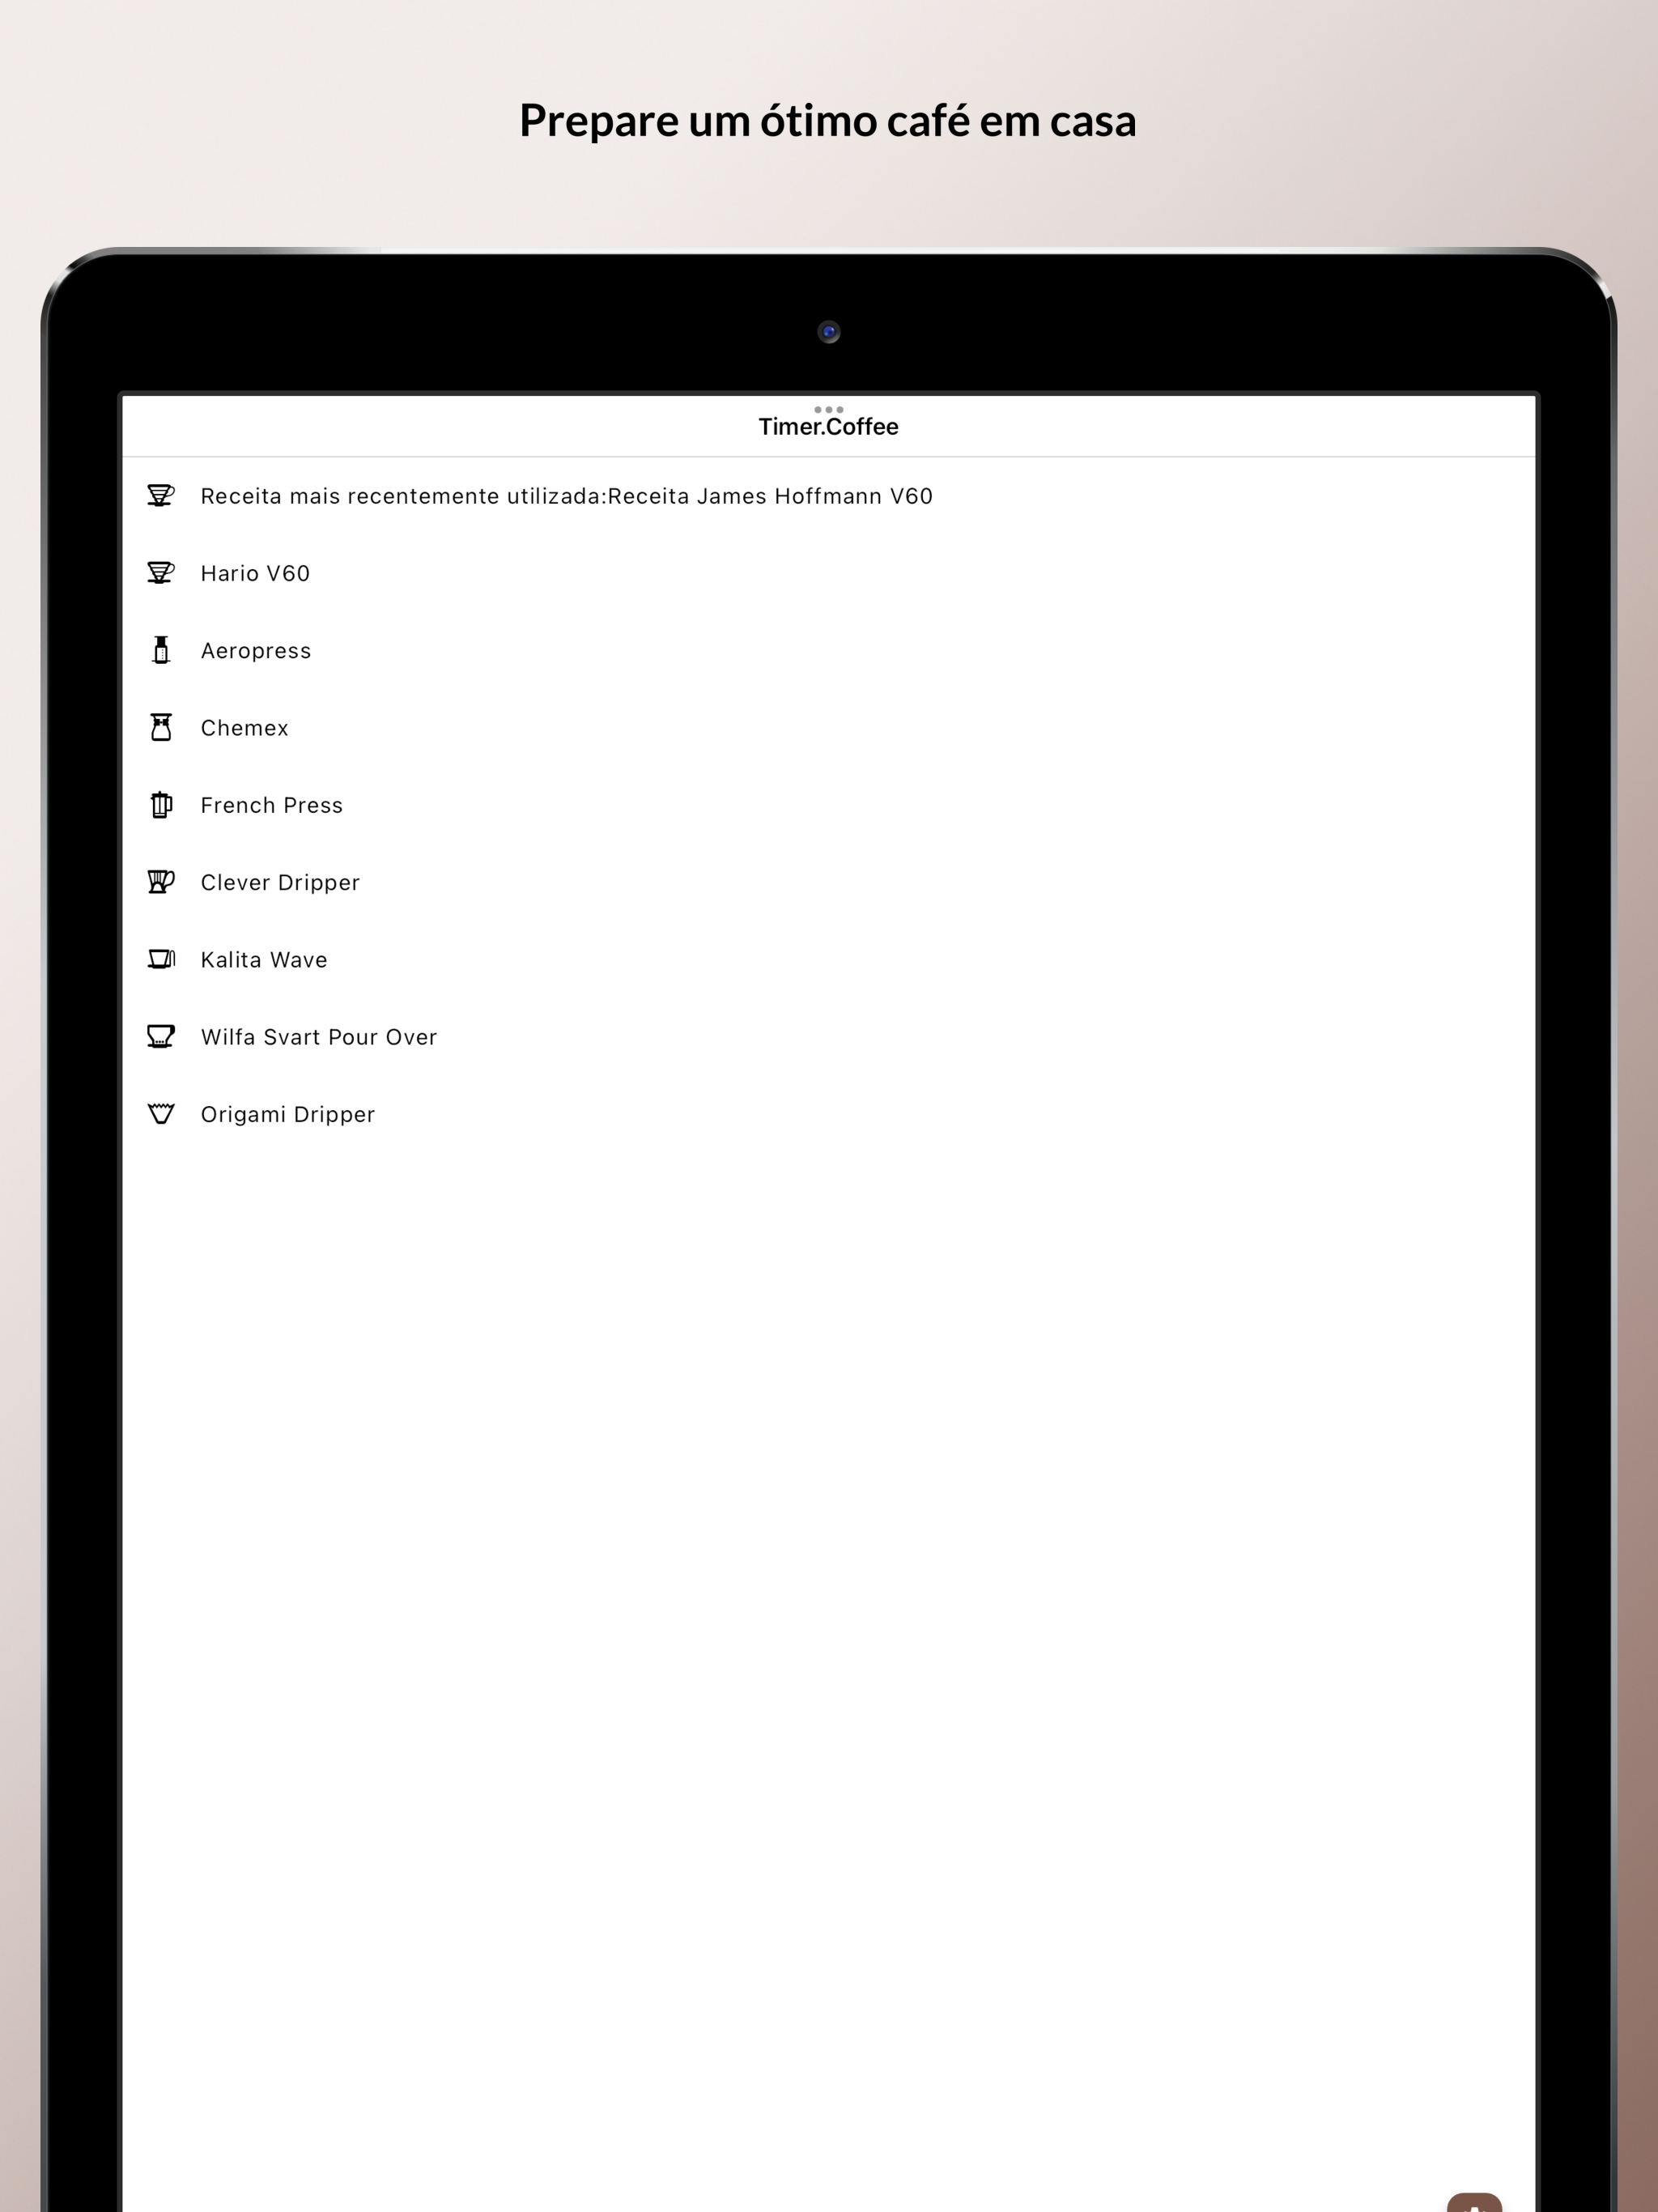 Prepare um ótimo café em casa
Timer.Coffee
Receita mais recentemente utilizada:Receita James Hoffmann V60
Hario V60
Aeropress
Chemex
French Press
Clever Dripper
Kalita Wave
Wilfa Svart Pour Over
Origami Dripper